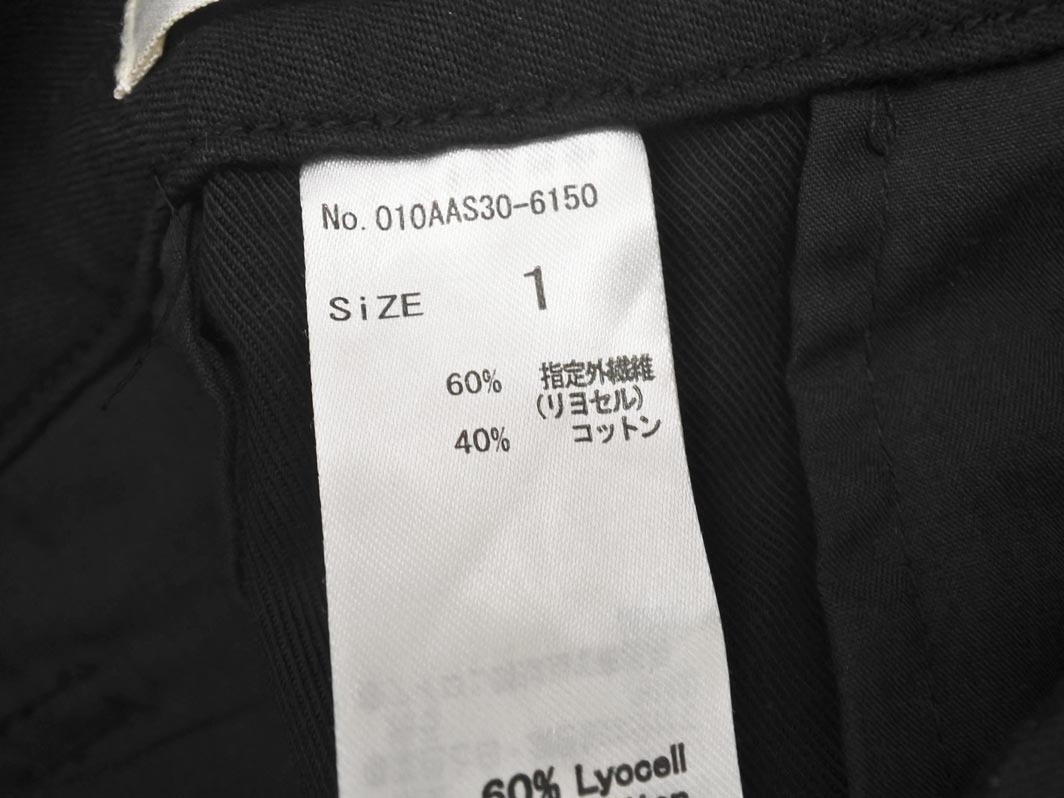 No. 010AAS30-6150
SiZE 1
60% 指定外繊維
(リヨセル)
40% コットン
60% Lyocell